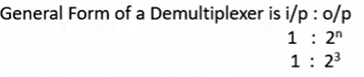 General Form of a Demultiplexer is i/p : o/p
1 : 2ⁿ
1 : 2³